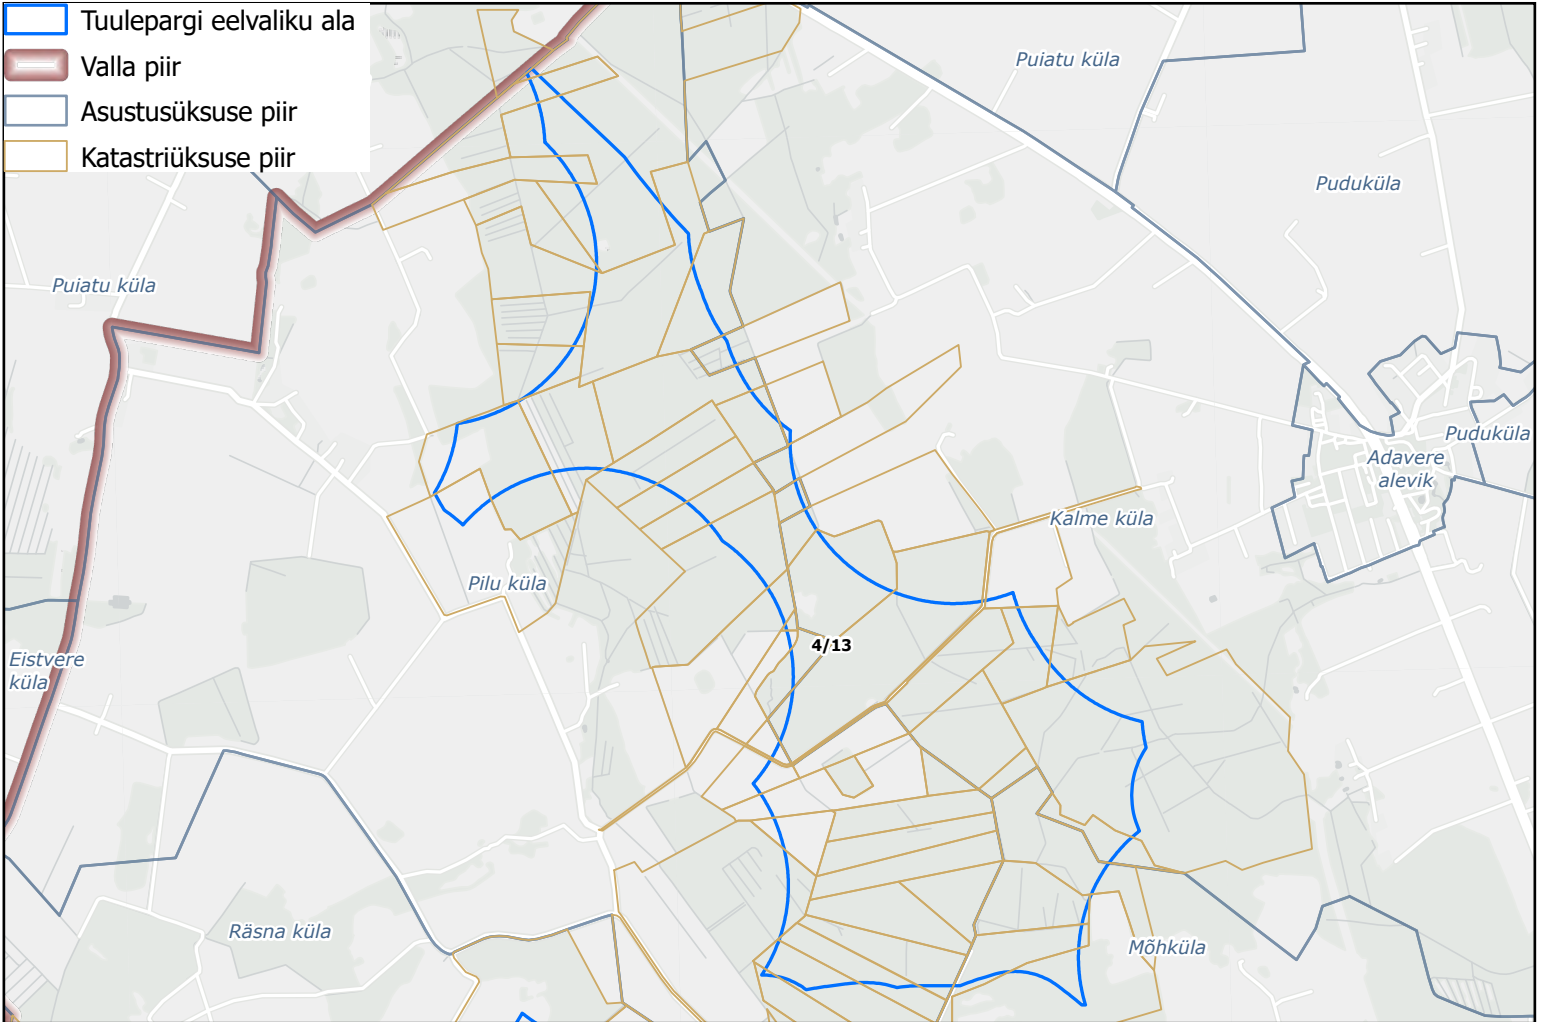 Tuulepargi eelvaliku ala
Valla piir
Asustusüksuse piir
Katastriüksuse piir
Puiatu küla
Puduküla
Puiatu küla
Puduküla
Adavere
alevik
Kalme küla
Pilu küla
4/13
Eistvere
küla
Räsna küla
Mõhküla